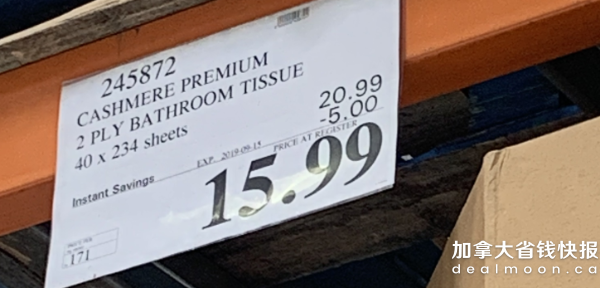 245872
CASHMERE PREMIUM
2 PLY BATHROOM TISSUE
40 x 234 sheets
20.99
-5.00
EXP. 2019-09-15 PRICE AT REGISTER
Instant Savings 15.99
171
加拿大省钱快报
dealmoon.ca